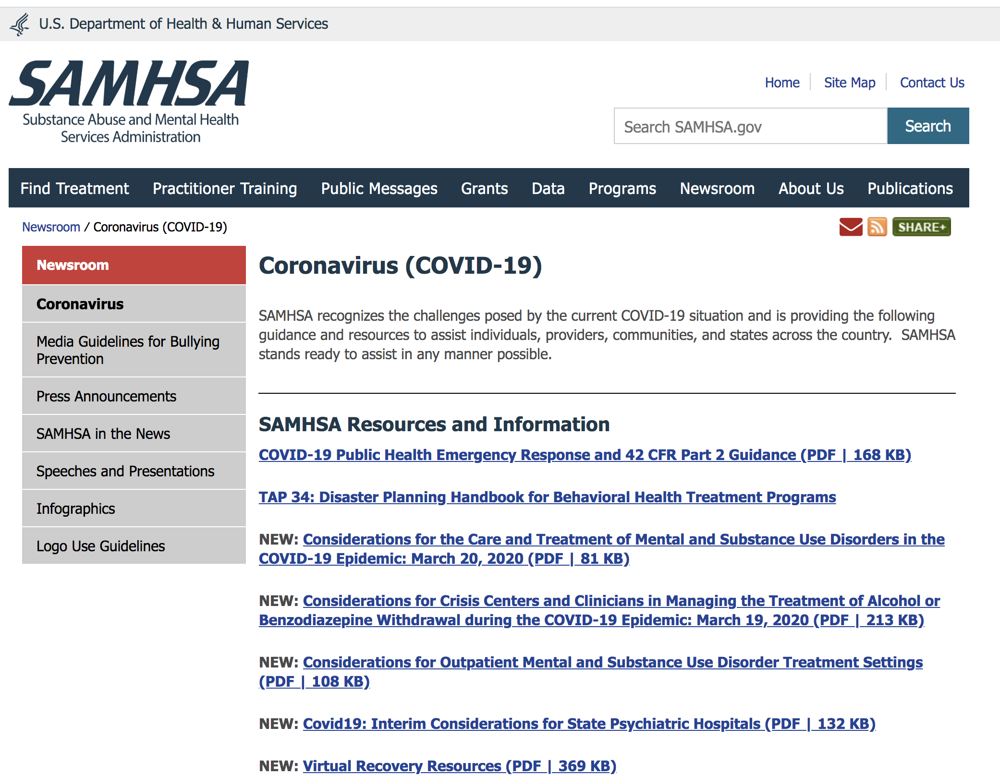 U.S. Department of Health & Human Services
SAMHSA
Substance Abuse and Mental Health
Services Administration
Home
Site Map
Contact Us
Search SAMHSA.gov
Search
Find Treatment
Practitioner Training
Public Messages
Grants
Data
Programs
Newsroom
About Us
Publications
Newsroom / Coronavirus (COVID-19)
SHARE+
Newsroom
Coronavirus
Media Guidelines for Bullying
Prevention
Press Announcements
SAMHSA in the News
Speeches and Presentations
Infographics
Logo Use Guidelines
Coronavirus (COVID-19)
SAMHSA recognizes the challenges posed by the current COVID-19 situation and is providing the following
guidance and resources to assist individuals, providers, communities, and states across the country.  SAMHSA
stands ready to assist in any manner possible.
SAMHSA Resources and Information
COVID-19 Public Health Emergency Response and 42 CFR Part 2 Guidance (PDF | 168 KB)
TAP 34: Disaster Planning Handbook for Behavioral Health Treatment Programs
NEW: Considerations for the Care and Treatment of Mental and Substance Use Disorders in the
COVID-19 Epidemic: March 20, 2020 (PDF | 81 KB)
NEW: Considerations for Crisis Centers and Clinicians in Managing the Treatment of Alcohol or
Benzodiazepine Withdrawal during the COVID-19 Epidemic: March 19, 2020 (PDF | 213 KB)
NEW: Considerations for Outpatient Mental and Substance Use Disorder Treatment Settings
(PDF | 108 KB)
NEW: Covid19: Interim Considerations for State Psychiatric Hospitals (PDF | 132 KB)
NEW: Virtual Recovery Resources (PDF | 369 KB)